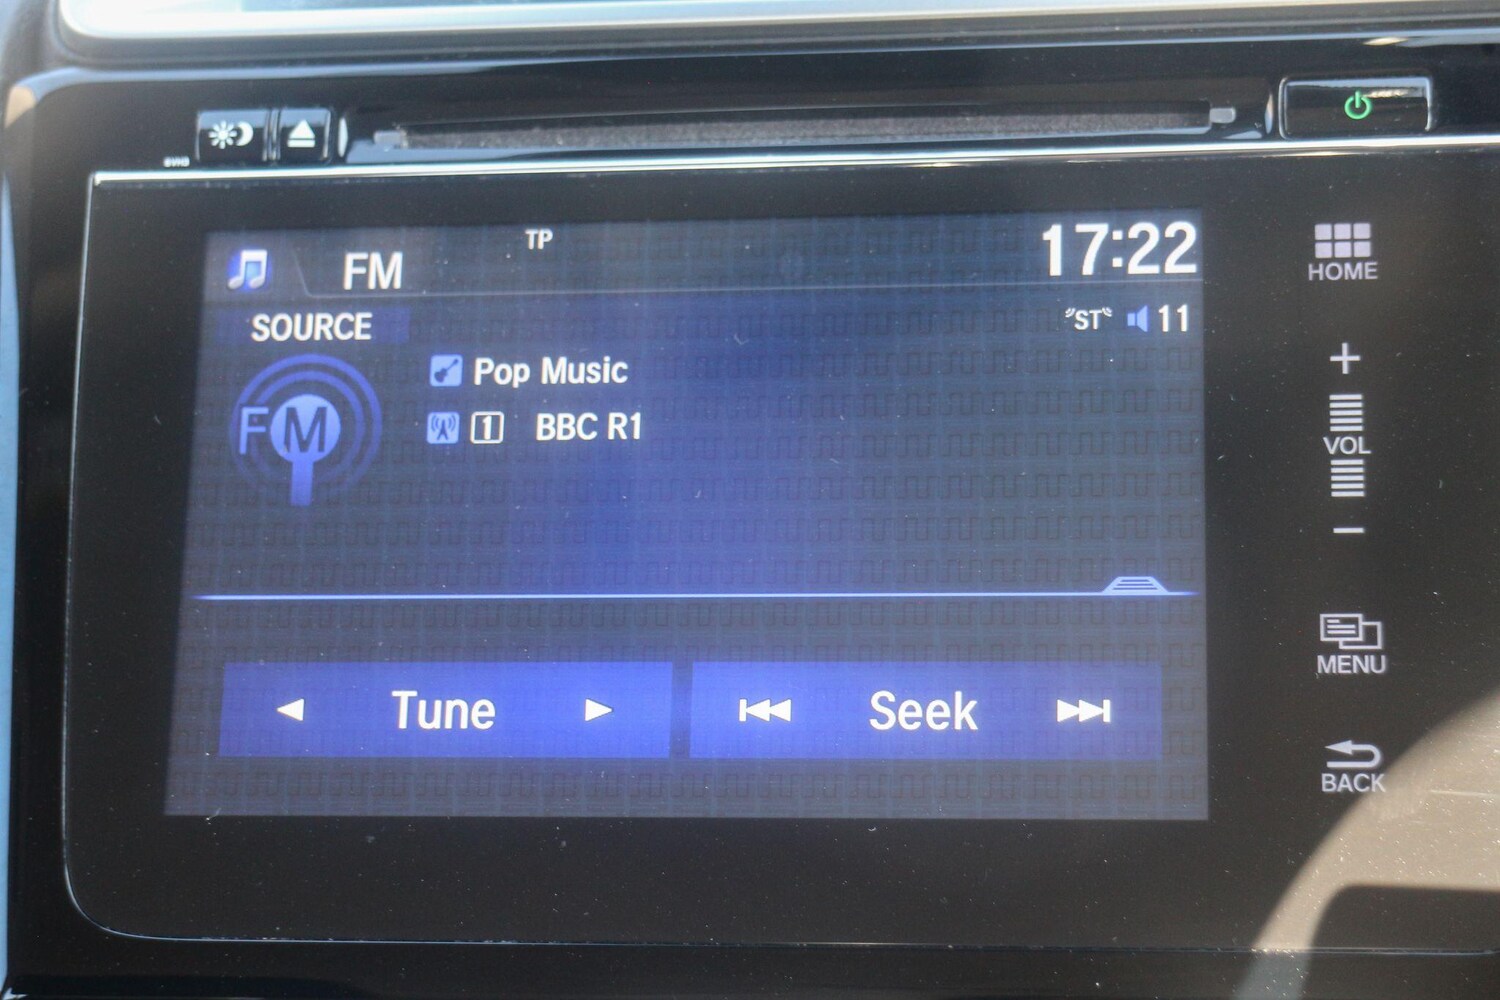 TP
FM
17:22
SOURCE
"ST" 11
Pop Music
FM
1 BBC R1
Tune
Seek
HOME
+
VOL
−
MENU
BACK